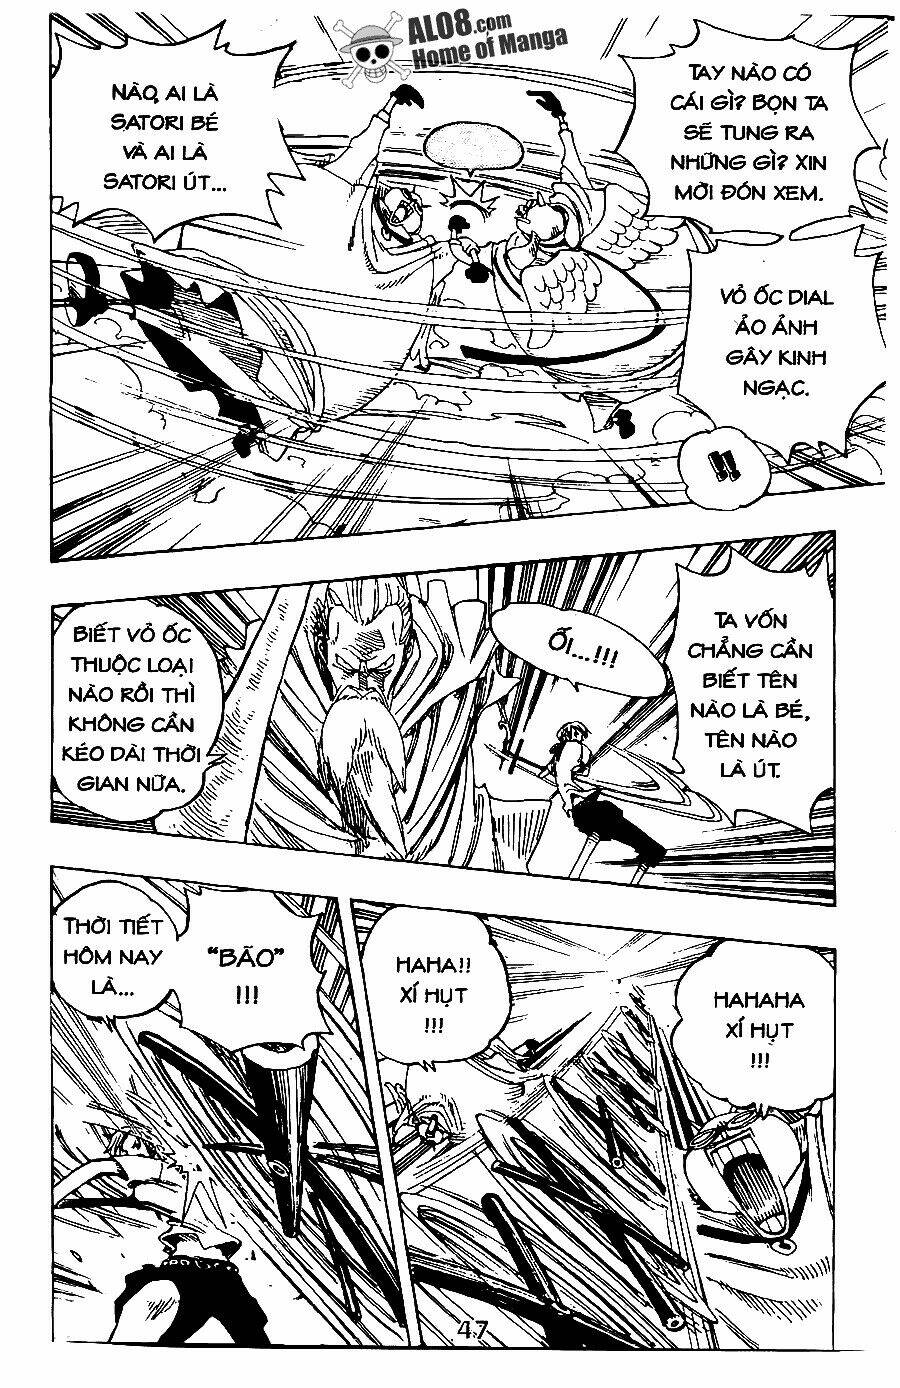 AL08.com
Home of Manga
TAY NÀO CÓ
CÁI GÌ? BỌN TA
SẼ TUNG RA
NHỮNG GÌ? XIN
MỜI ĐÓN XEM.
NÀO, AI LÀ
SATORI BÉ
VÀ AI LÀ
SATORI ÚT...
VỎ ỐC DIAL
ẢO ẢNH
GÂY KINH
NGẠC.
!!
TA VỐN
CHẲNG CẦN
BIẾT TÊN
NÀO LÀ BÉ,
TÊN NÀO
LÀ ÚT.
ỐI...!!!
BIẾT VỎ ỐC
THUỘC LOẠI
NÀO RỒI THÌ
KHÔNG CẦN
KÉO DÀI THỜI
GIAN NỮA.
HAHAHA
XÍ HỤT
!!!
HAHA!!
XÍ HỤT
!!!
"BÃO"
!!!
THỜI TIẾT
HÔM NAY
LÀ...
47